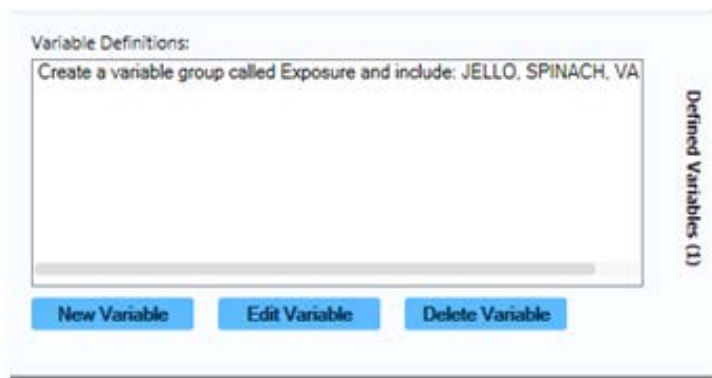 Variable Definitions:
Create a variable group called Exposure and include: JELLO, SPINACH, VA
New Variable Edit Variable Delete Variable
Defined Variables (1)